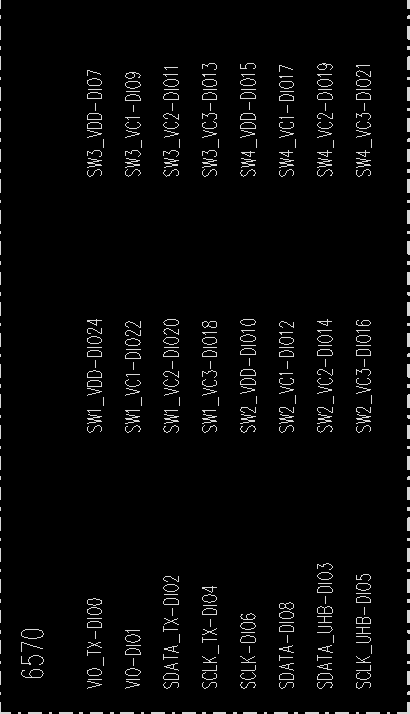 6570
VIO_TX-DIO0 SW1_VDD-DIO24 SW3_VDD-DIO7
VIO-DIO1 SW1_VC1-DIO22 SW3_VC1-DIO9
SDATA_TX-DIO2 SW1_VC2-DIO20 SW3_VC2-DIO11
SCLK_TX-DIO4 SW1_VC3-DIO18 SW3_VC3-DIO13
SCLK-DIO6 SW2_VDD-DIO10 SW4_VDD-DIO15
SDATA-DIO8 SW2_VC1-DIO12 SW4_VC1-DIO17
SDATA_UHB-DIO3 SW2_VC2-DIO14 SW4_VC2-DIO19
SCLK_UHB-DIO5 SW2_VC3-DIO16 SW4_VC3-DIO21